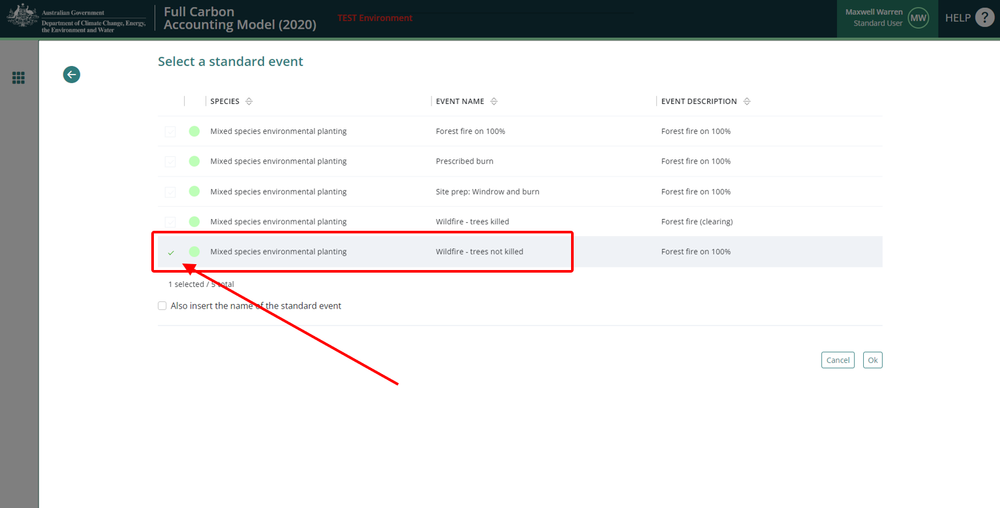 Australian Government
Department of Climate Change, Energy,
the Environment and Water
Full Carbon
Accounting Model (2020)
TEST Environment
Maxwell Warren
Standard User
MW
HELP ?
Select a standard event
SPECIES EVENT NAME EVENT DESCRIPTION
Mixed species environmental planting Forest fire on 100% Forest fire on 100%
Mixed species environmental planting Prescribed burn Forest fire on 100%
Mixed species environmental planting Site prep: Windrow and burn Forest fire on 100%
Mixed species environmental planting Wildfire - trees killed Forest fire (clearing)
Mixed species environmental planting Wildfire - trees not killed Forest fire on 100%
1 selected / 5 total
Also insert the name of the standard event
Cancel Ok